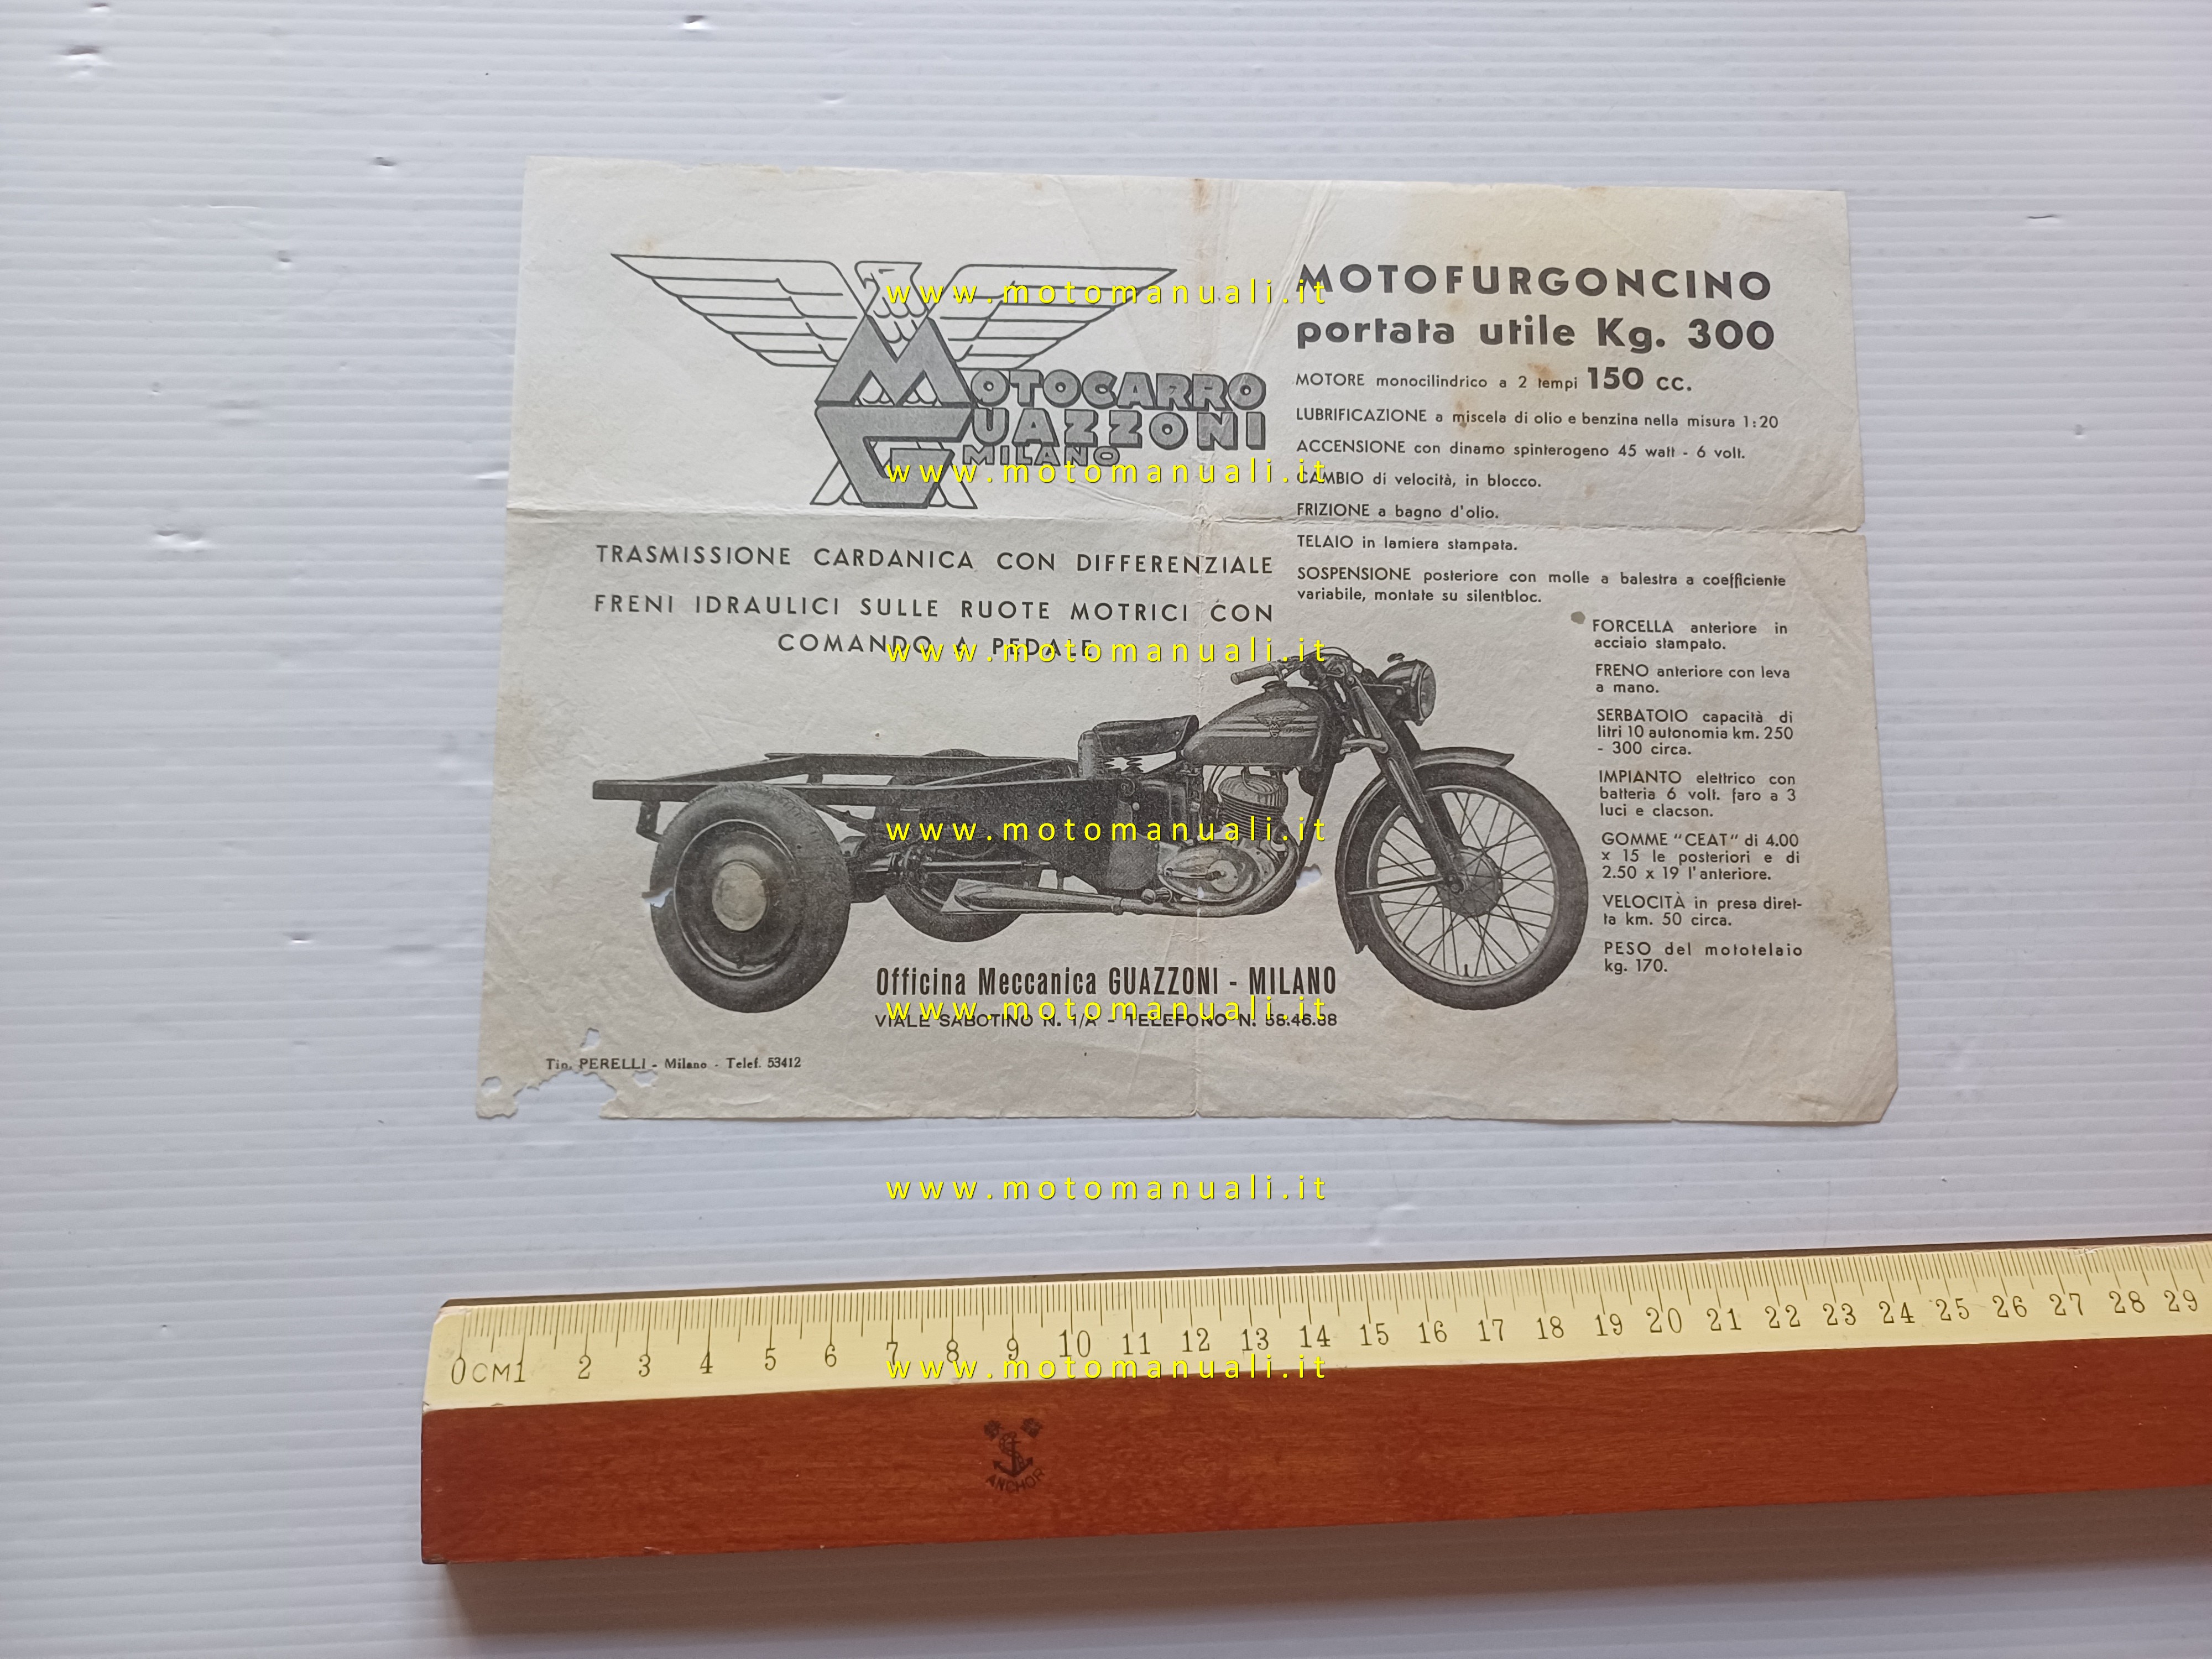 MOTOCARRO
GUAZZONI
MILANO
TRASMISSIONE CARDANICA CON DIFFERENZIALE
FRENI IDRAULICI SULLE RUOTE MOTRICI CON
COMANDO A PEDALE
MOTOFURGONCINO
portata utile Kg. 300
MOTORE monocilindrico a 2 tempi 150 cc.
LUBRIFICAZIONE a miscela di olio e benzina nella misura 1:20
ACCENSIONE con dinamo spinterogeno 45 watt - 6 volt.
CAMBIO di velocità, in blocco.
FRIZIONE a bagno d'olio.
TELAIO in lamiera stampata.
SOSPENSIONE posteriore con molle a balestra a coefficiente
variabile, montate su silentbloc.
FORCELLA anteriore in
acciaio stampato.
FRENO anteriore con leva
a mano.
SERBATOIO capacità di
litri 10 autonomia km. 250
- 300 circa.
IMPIANTO elettrico con
batteria 6 volt. faro a 3
luci e clacson.
GOMME "CEAT" di 4.00
x 15 le posteriori e di
2.50 x 19 l'anteriore.
VELOCITÀ in presa diret-
ta km. 50 circa.
PESO del mototelaio
kg. 170.
Officina Meccanica GUAZZONI - MILANO
VIALE SABOTINO N. 1/A - TELEFONO N.
Tip. PERELLI - Milano - Telef. 53412
www.motomanuali.it
www.motomanuali.it
www.motomanuali.it
www.motomanuali.it
www.motomanuali.it
www.motomanuali.it
www.motomanuali.it
0CM1 2 3 4 5 6 7 8 9 10 11 12 13 14 15 16 17 18 19 20 21 22 23 24 25 26 27 28 29
ANCHOR